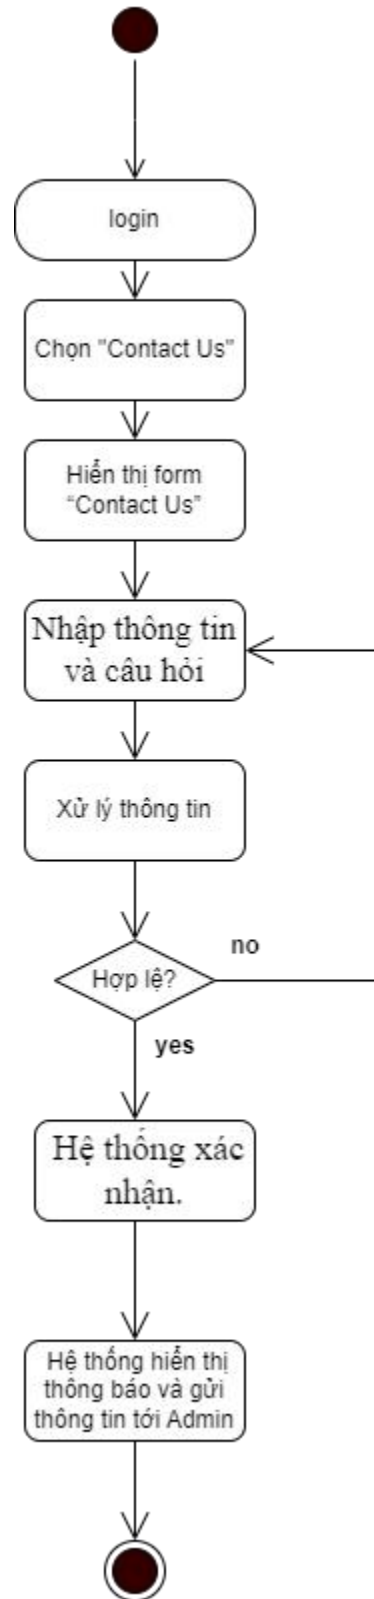 login
Chọn "Contact Us"
Hiển thị form
“Contact Us”
Nhập thông tin
và câu hỏi
Xử lý thông tin
Hợp lệ?
no
yes
Hệ thống xác
nhận.
Hệ thống hiển thị
thông báo và gửi
thông tin tới Admin